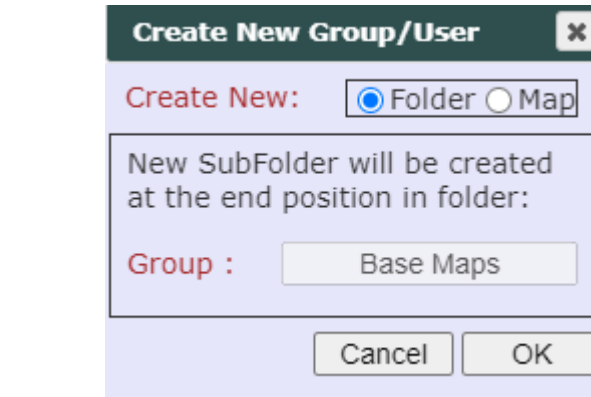 Create New Group/User
Create New: Folder Map
New SubFolder will be created
at the end position in folder:
Group : Base Maps
Cancel OK